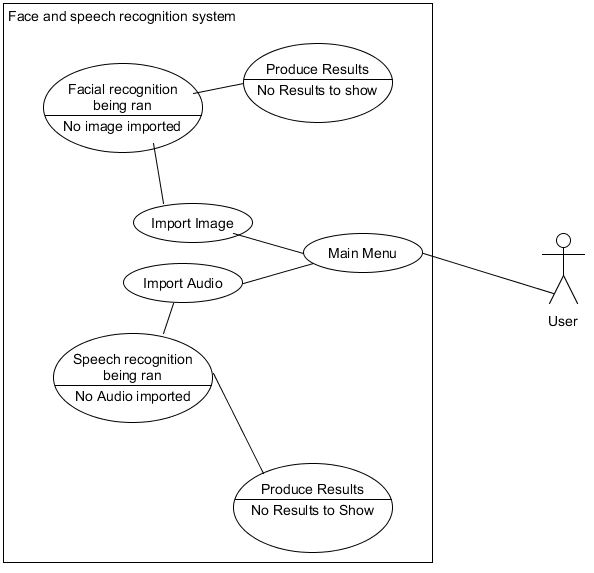 Face and speech recognition system
Produce Results
No Results to show
Facial recognition
being ran
No image imported
Import Image
Main Menu
Import Audio
User
Speech recognition
being ran
No Audio imported
Produce Results
No Results to Show